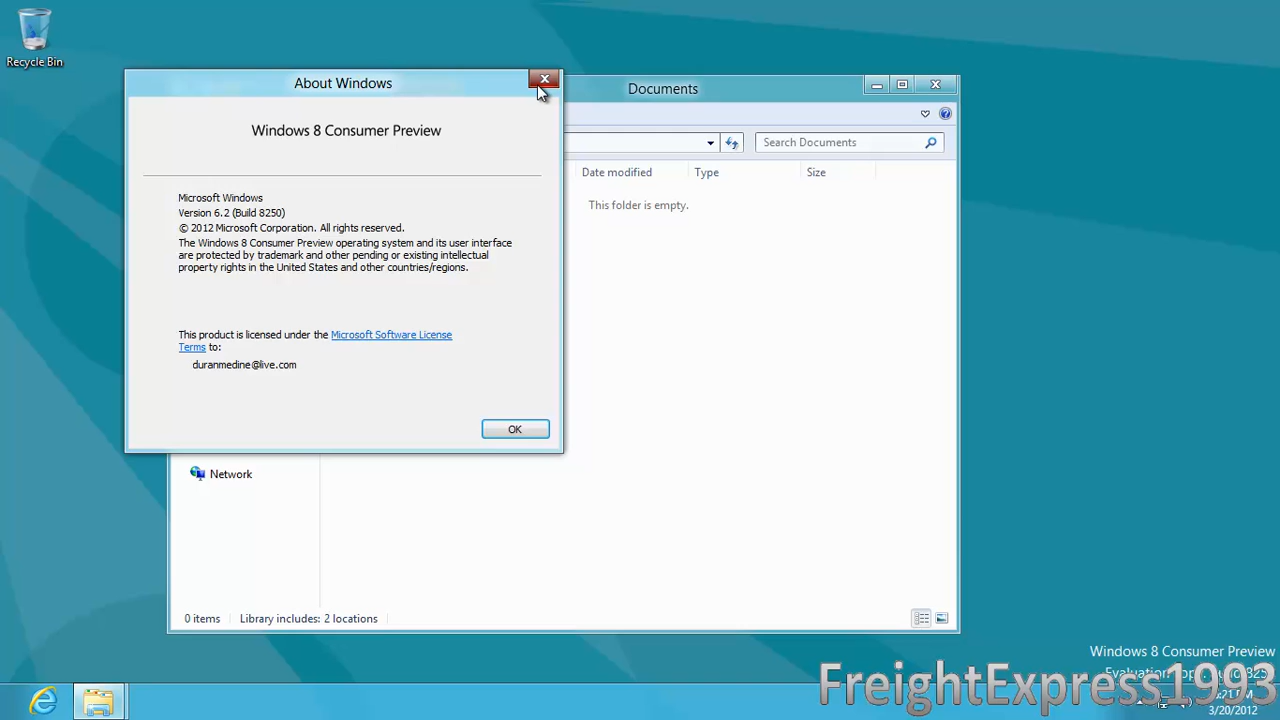 Recycle Bin
About Windows
Windows 8 Consumer Preview
Microsoft Windows
Version 6.2 (Build 8250)
© 2012 Microsoft Corporation. All rights reserved.
The Windows 8 Consumer Preview operating system and its user interface
are protected by trademark and other pending or existing intellectual
property rights in the United States and other countries/regions.
This product is licensed under the Microsoft Software License
Terms to:
duranmedine@live.com
OK
Documents
Search Documents
Date modified Type Size
This folder is empty.
Network
0 items Library includes: 2 locations
Windows 8 Consumer Preview
FreightExpress1993
3/20/2012